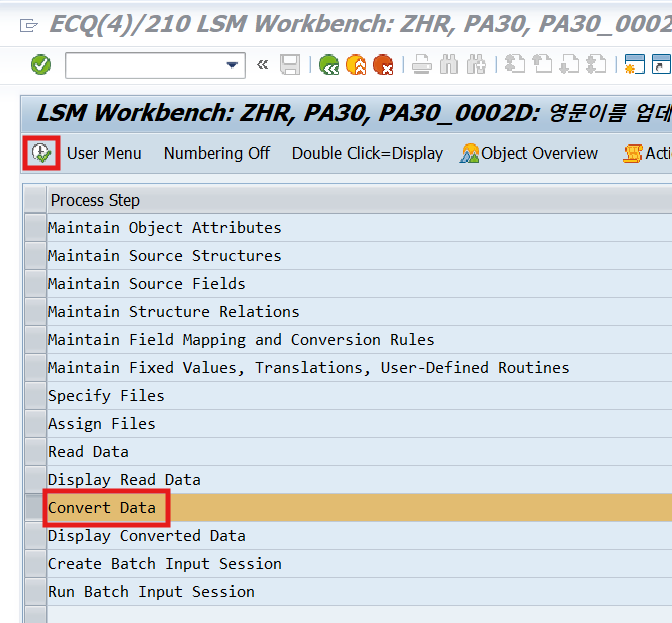 ECQ(4)/210 LSM Workbench: ZHR, PA30, PA30_0002
LSM Workbench: ZHR, PA30, PA30_0002D: 영문이름 업데
User Menu Numbering Off Double Click=Display Object Overview Acti
Process Step
Maintain Object Attributes
Maintain Source Structures
Maintain Source Fields
Maintain Structure Relations
Maintain Field Mapping and Conversion Rules
Maintain Fixed Values, Translations, User-Defined Routines
Specify Files
Assign Files
Read Data
Display Read Data
Convert Data
Display Converted Data
Create Batch Input Session
Run Batch Input Session